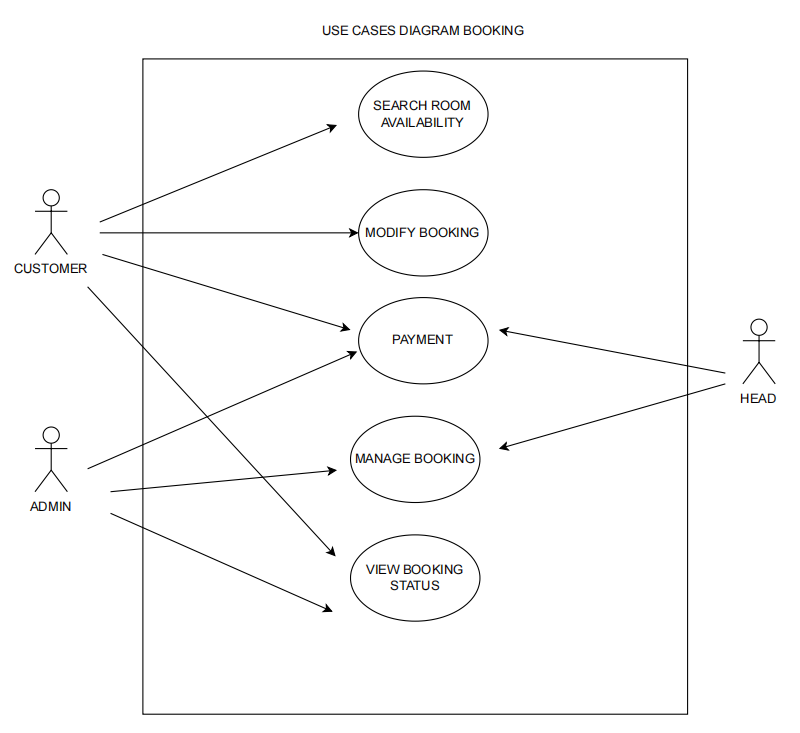 USE CASES DIAGRAM BOOKING
SEARCH ROOM
AVAILABILITY
MODIFY BOOKING
CUSTOMER
PAYMENT
HEAD
MANAGE BOOKING
ADMIN
VIEW BOOKING
STATUS